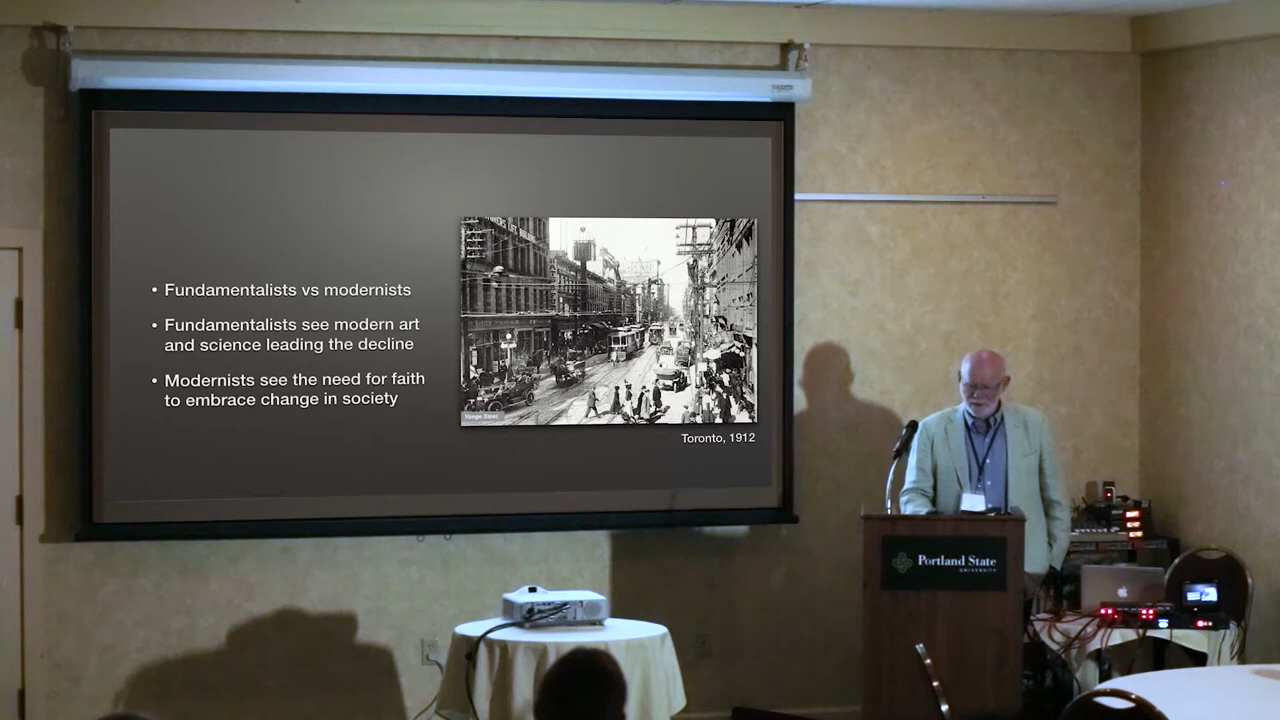 • Fundamentalists vs modernists
• Fundamentalists see modern art
and science leading the decline
• Modernists see the need for faith
to embrace change in society
Toronto, 1912
Portland State
UNIVERSITY